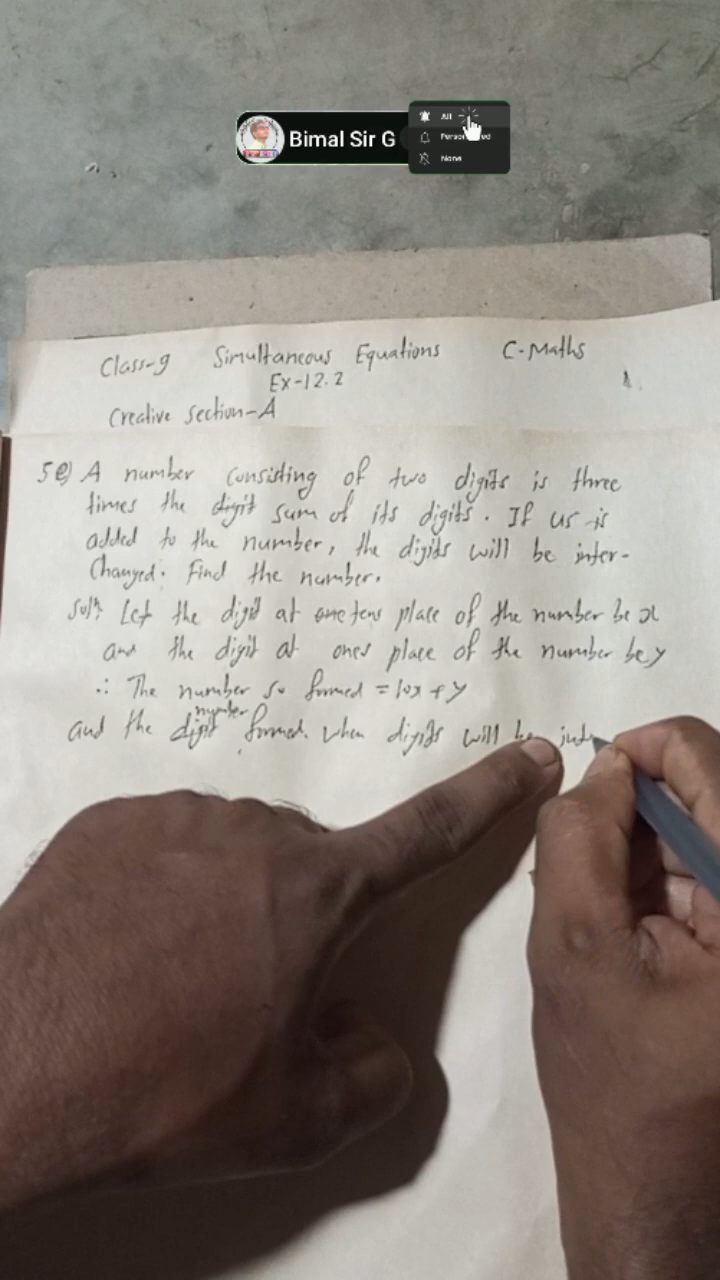 Bimal Sir G
All
None
Class-9 Simultaneous Equations C-Maths
Ex-12.2
Creative section-A
5e) A number consisting of two digits is three
times the digit sum of its digits. If 45 is
added to the number, the digits will be inter-
Changed. Find the number.
Solⁿ: Let the digit at one tens place of the number be x
and the digit at ones place of the number be y
∴ The number so formed = 10x + y
number
and the digit formed when digits will be